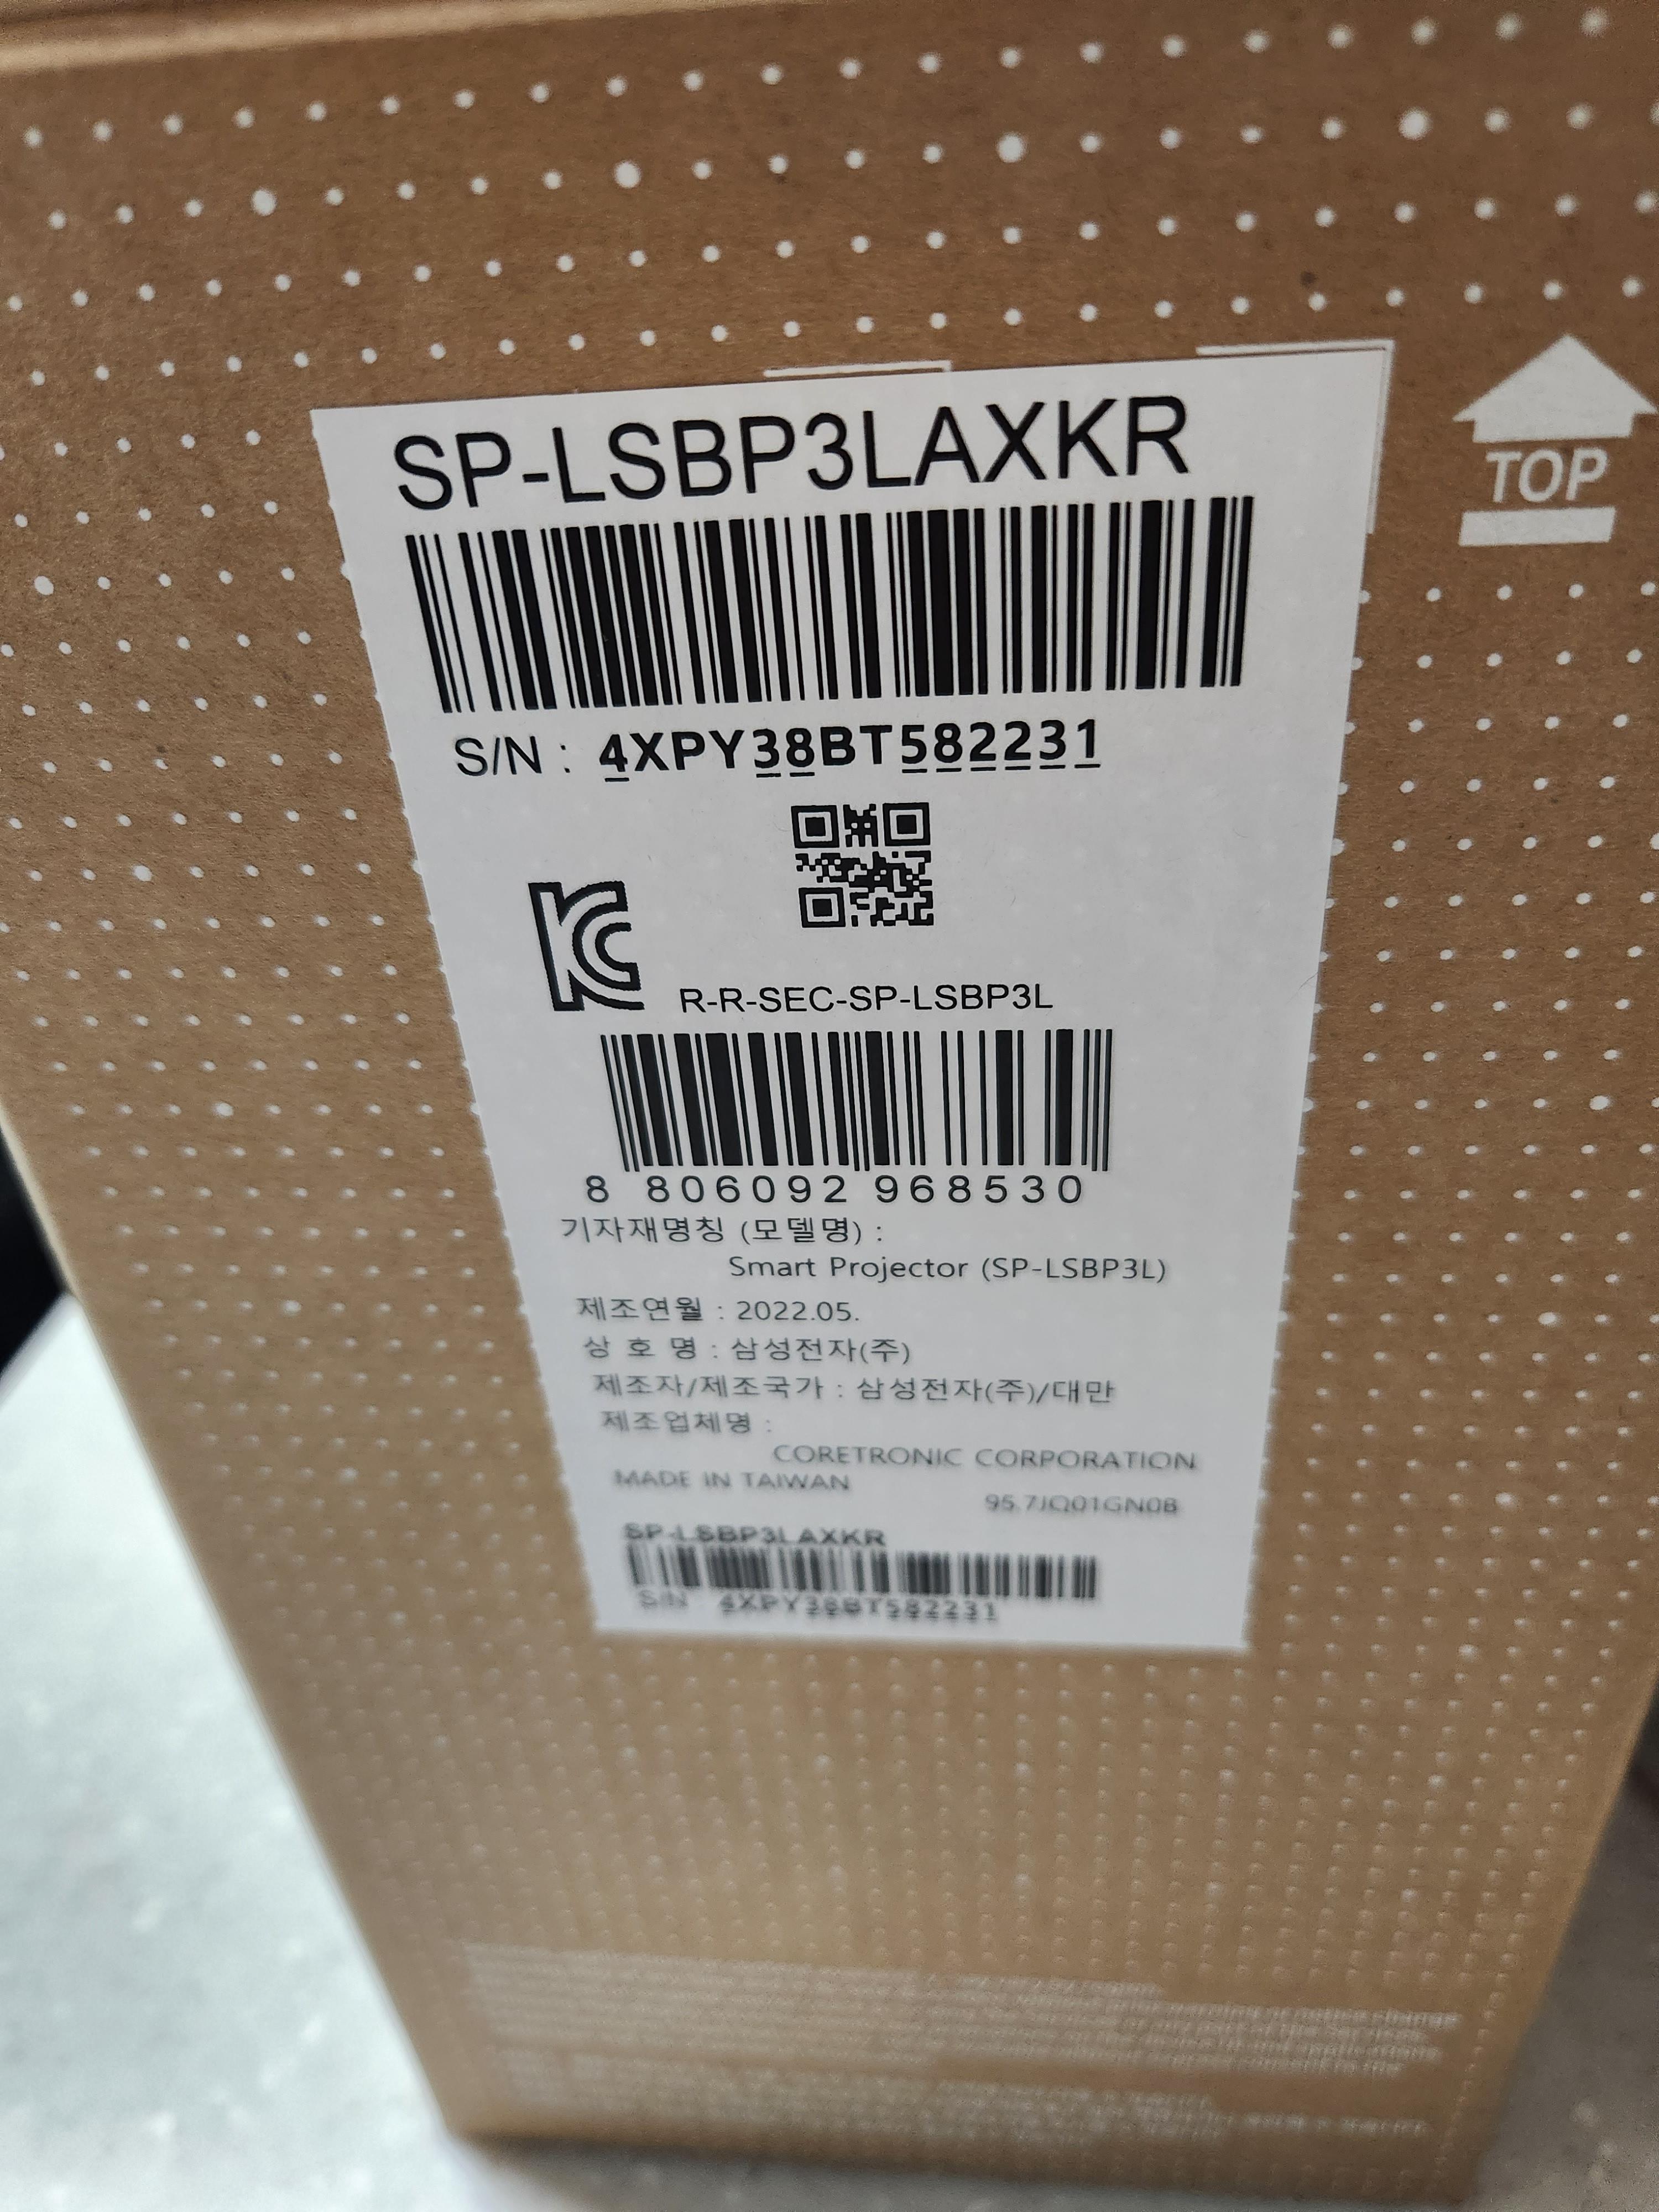 SP-LSBP3LAXKR
TOP
S/N : 4XPY38BT582231
R-R-SEC-SP-LSBP3L
8 806092 968530
기자재명칭 (모델명) :
Smart Projector (SP-LSBP3L)
제조연월 : 2022.05.
상 호 명 : 삼성전자(주)
제조자/제조국가 : 삼성전자(주)/대만
제조업체명 :
CORETRONIC CORPORATION
MADE IN TAIWAN
95.7JQ01GN0B
SP-LSBP3LAXKR
S/N : 4XPY38BT582231